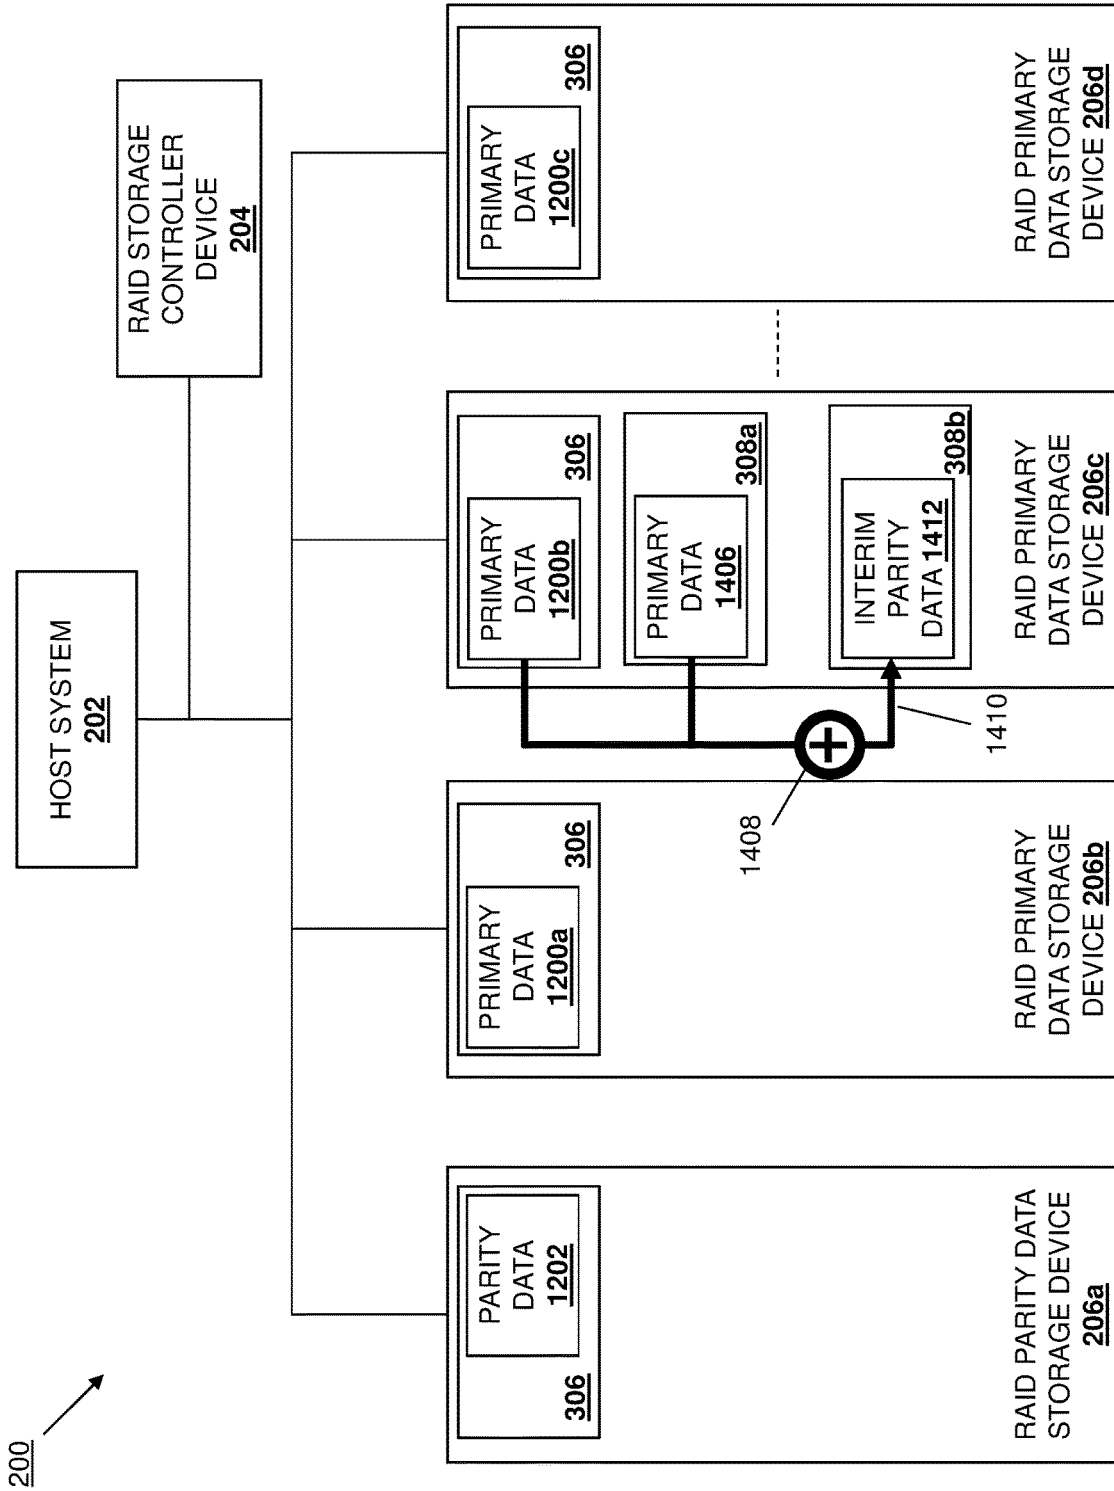 200
HOST SYSTEM
202
RAID STORAGE
CONTROLLER
DEVICE
204
PARITY
DATA
1202
306
RAID PARITY DATA
STORAGE DEVICE
206a
PRIMARY
DATA
1200a
306
RAID PRIMARY
DATA STORAGE
DEVICE 206b
1408
1410
PRIMARY
DATA
1200b
306
PRIMARY
DATA
1406
308a
INTERIM
PARITY
DATA 1412
308b
RAID PRIMARY
DATA STORAGE
DEVICE 206c
PRIMARY
DATA
1200c
306
RAID PRIMARY
DATA STORAGE
DEVICE 206d